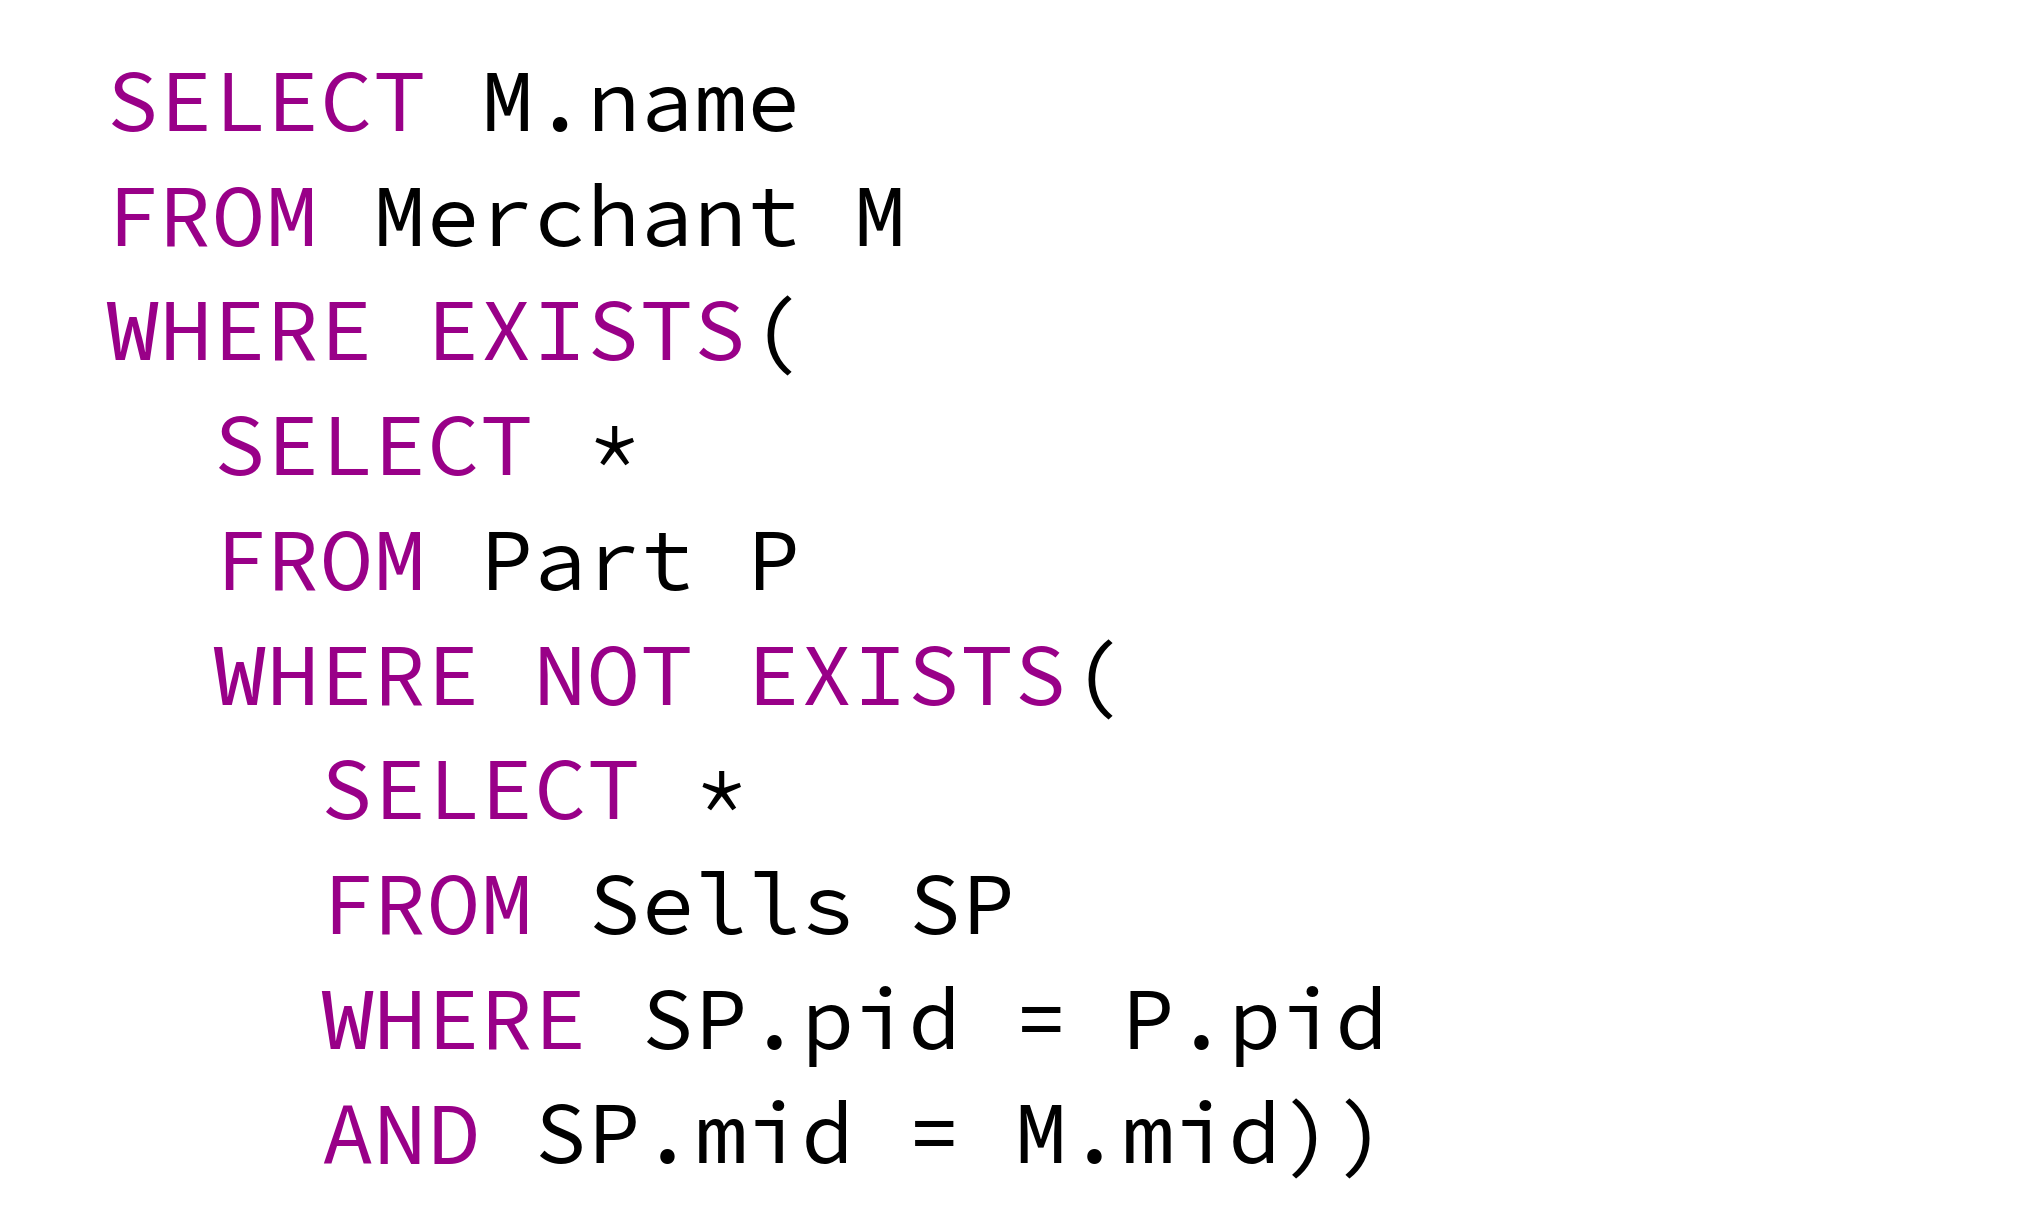 SELECT M.name
FROM Merchant M
WHERE EXISTS(
  SELECT *
  FROM Part P
  WHERE NOT EXISTS(
    SELECT *
    FROM Sells SP
    WHERE SP.pid = P.pid
    AND SP.mid = M.mid))